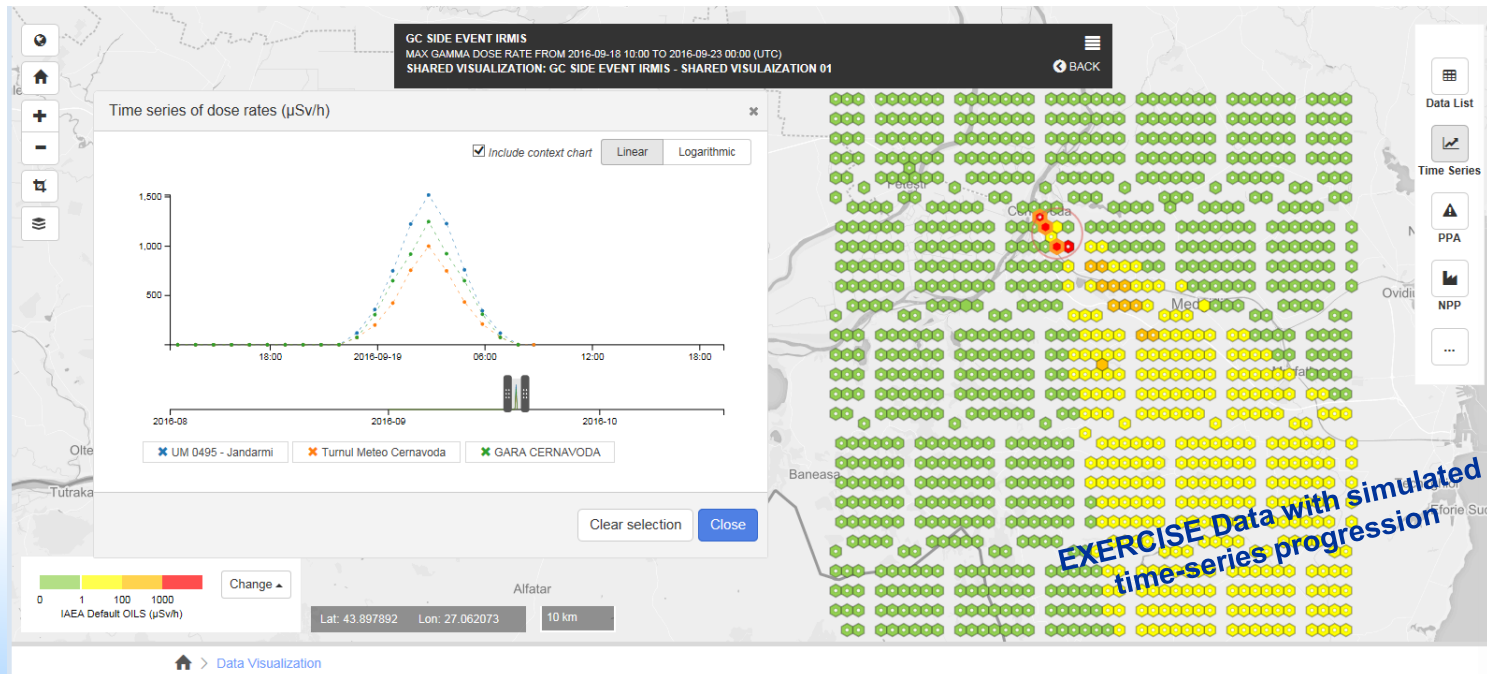 GC SIDE EVENT IRMIS
MAX GAMMA DOSE RATE FROM 2016-09-18 10:00 TO 2016-09-23 00:00 (UTC)
SHARED VISUALIZATION: GC SIDE EVENT IRMIS - SHARED VISULAIZATION 01
BACK
Time series of dose rates (µSv/h)
×
Include context chart
Linear
Logarithmic
1,500
1,000
500
18:00
2016-09-19
06:00
12:00
18:00
2016-08
2016-09
2016-10
UM 0495 - Jandarmi
Turnul Meteo Cernavoda
GARA CERNAVODA
Clear selection
Close
Data List
Time Series
PPA
NPP
...
Fetesti
Ovidiu
Baneasa
Olte
Tutraka
Alfatar
Eforie Sud
EXERCISE Data with simulated
time-series progression
0 1 100 1000
IAEA Default OILS (µSv/h)
Change
Lat: 43.897892 Lon: 27.062073
10 km
> Data Visualization